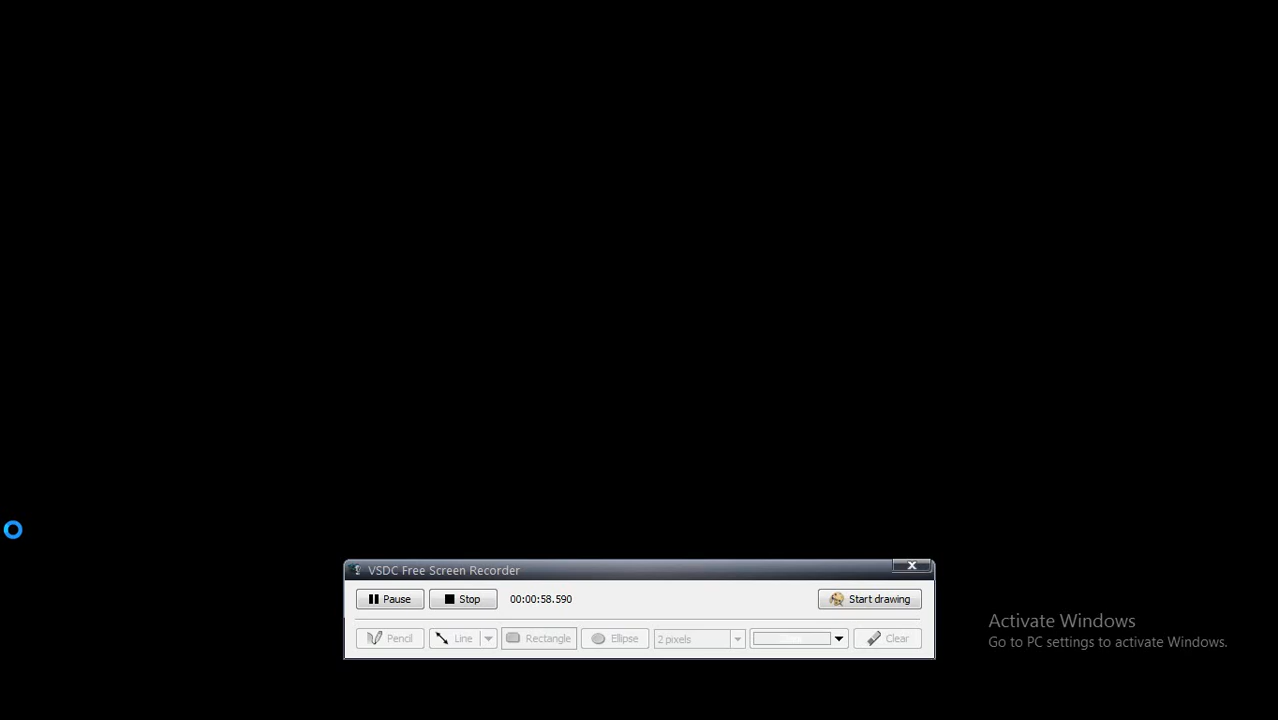 VSDC Free Screen Recorder
Pause Stop 00:00:58.590 Start drawing
Pencil Line Rectangle Ellipse 2 pixels Clear
Activate Windows
Go to PC settings to activate Windows.